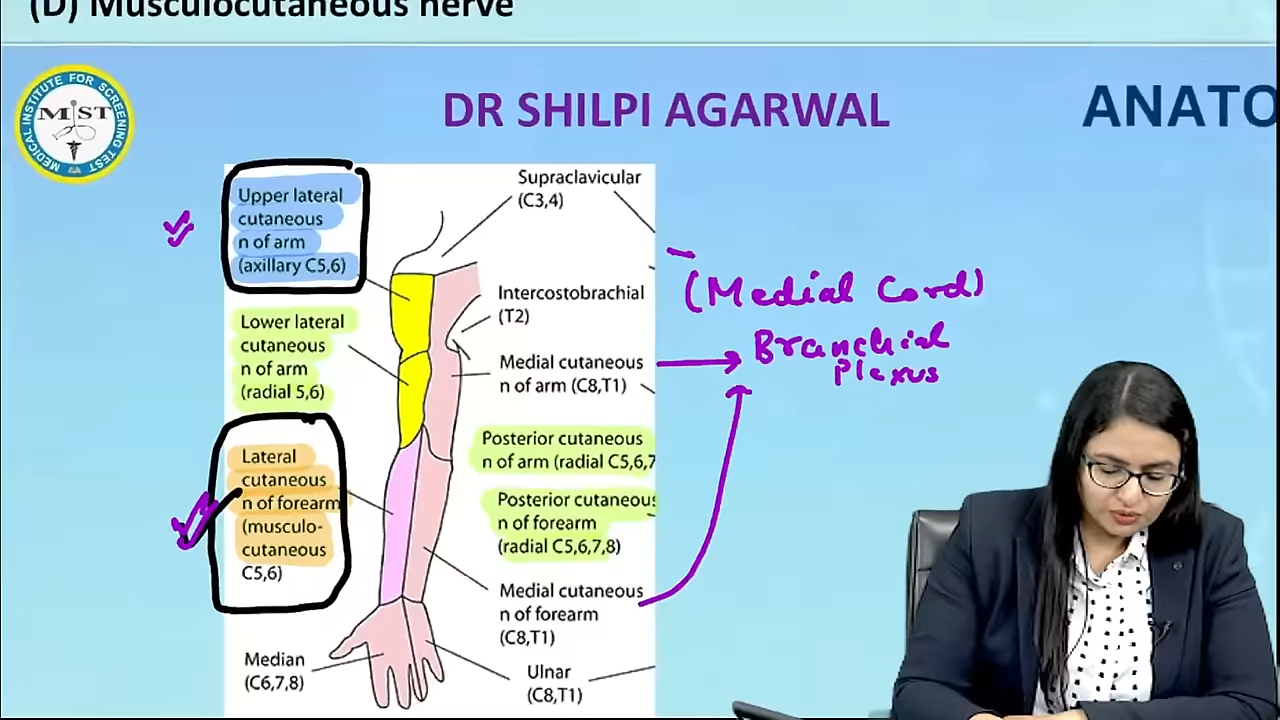 (D) Musculocutaneous nerve
MEDICAL INSTITUTE FOR SCREENING TEST
MIST
DR SHILPI AGARWAL
ANATO
Upper lateral
cutaneous
n of arm
(axillary C5,6)
Lower lateral
cutaneous
n of arm
(radial 5,6)
Lateral
cutaneous
n of forearm
(musculo-
cutaneous
C5,6)
Median
(C6,7,8)
Supraclavicular
(C3,4)
Intercostobrachial
(T2)
Medial cutaneous
n of arm (C8,T1)
Posterior cutaneous
n of arm (radial C5,6,7
Posterior cutaneous
n of forearm
(radial C5,6,7,8)
Medial cutaneous
n of forearm
(C8,T1)
Ulnar
(C8,T1)
(Medial Cord)
Branchial
Plexus